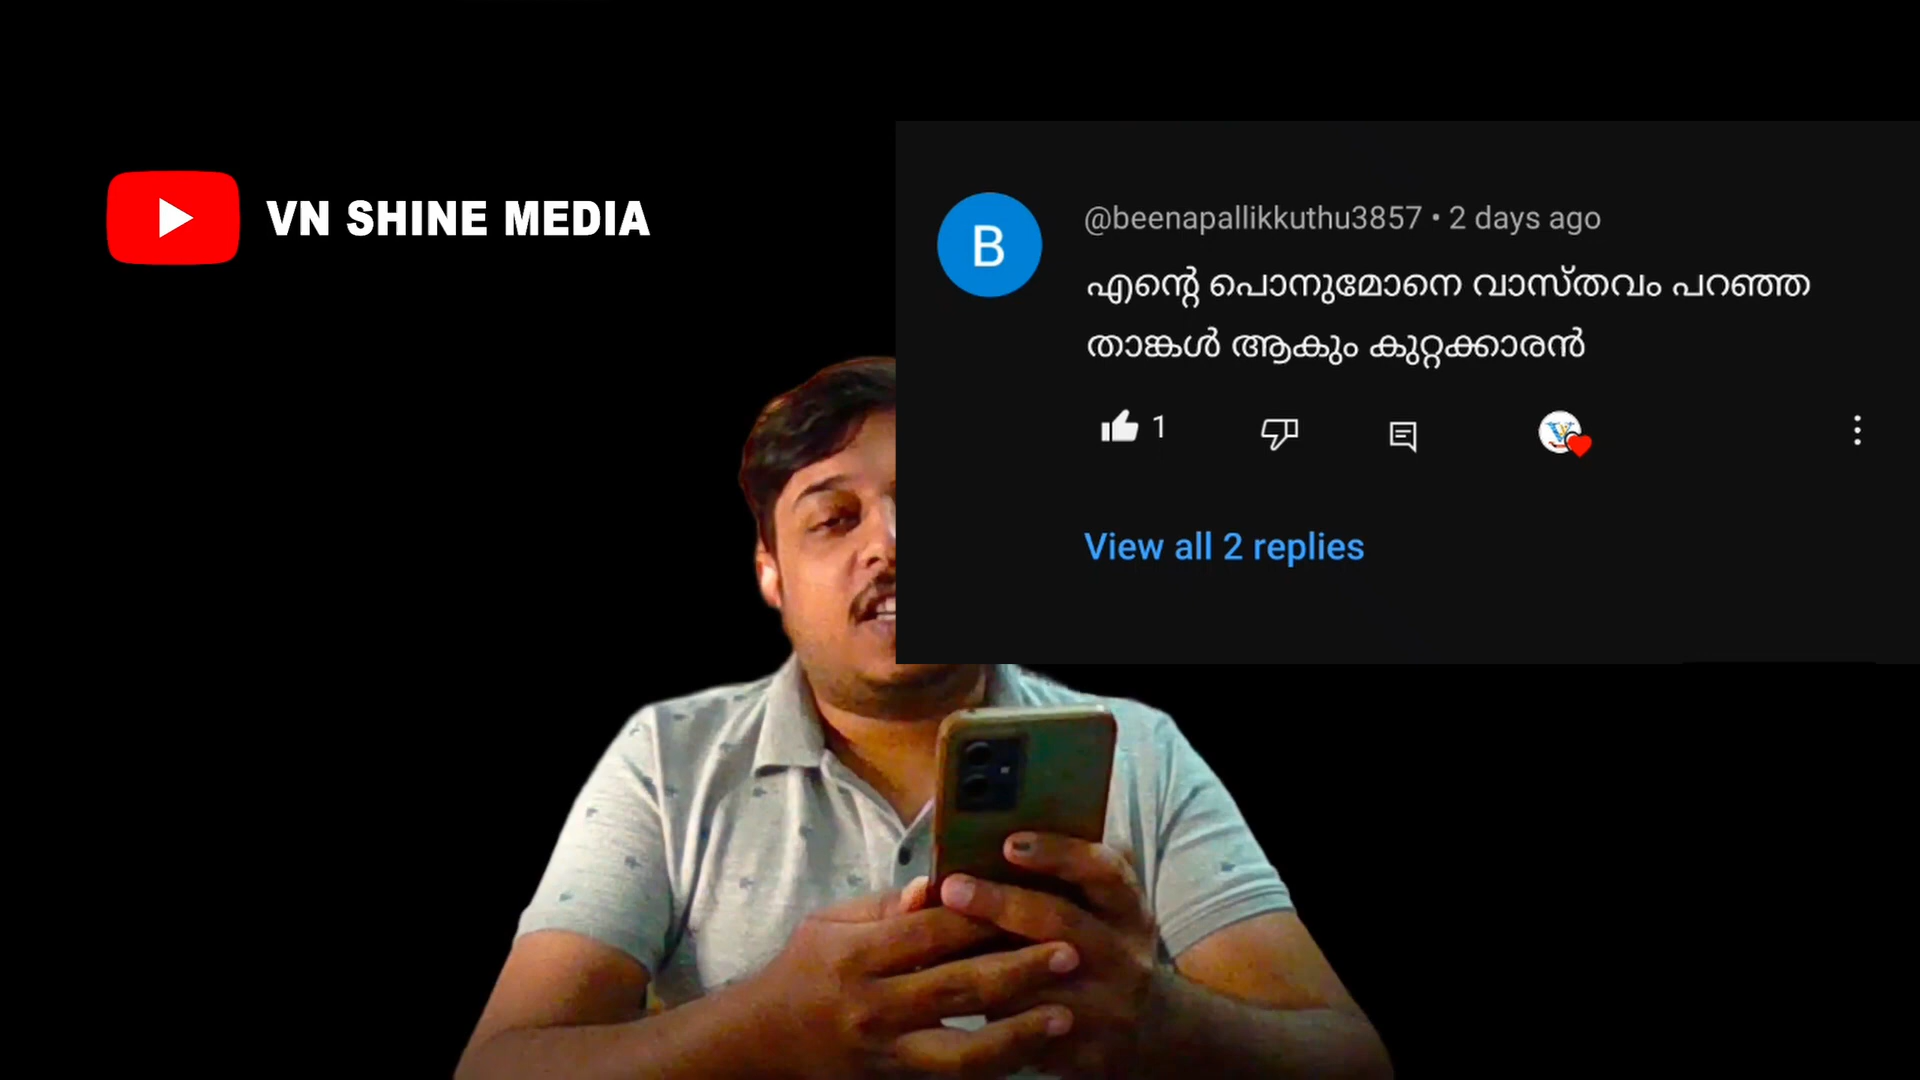 VN SHINE MEDIA
B
@beenapallikkuthu3857 • 2 days ago
എന്റെ പൊനുമോനെ വാസ്തവം പറഞ്ഞ
താങ്കൾ ആകും കുറ്റക്കാരൻ
1
View all 2 replies